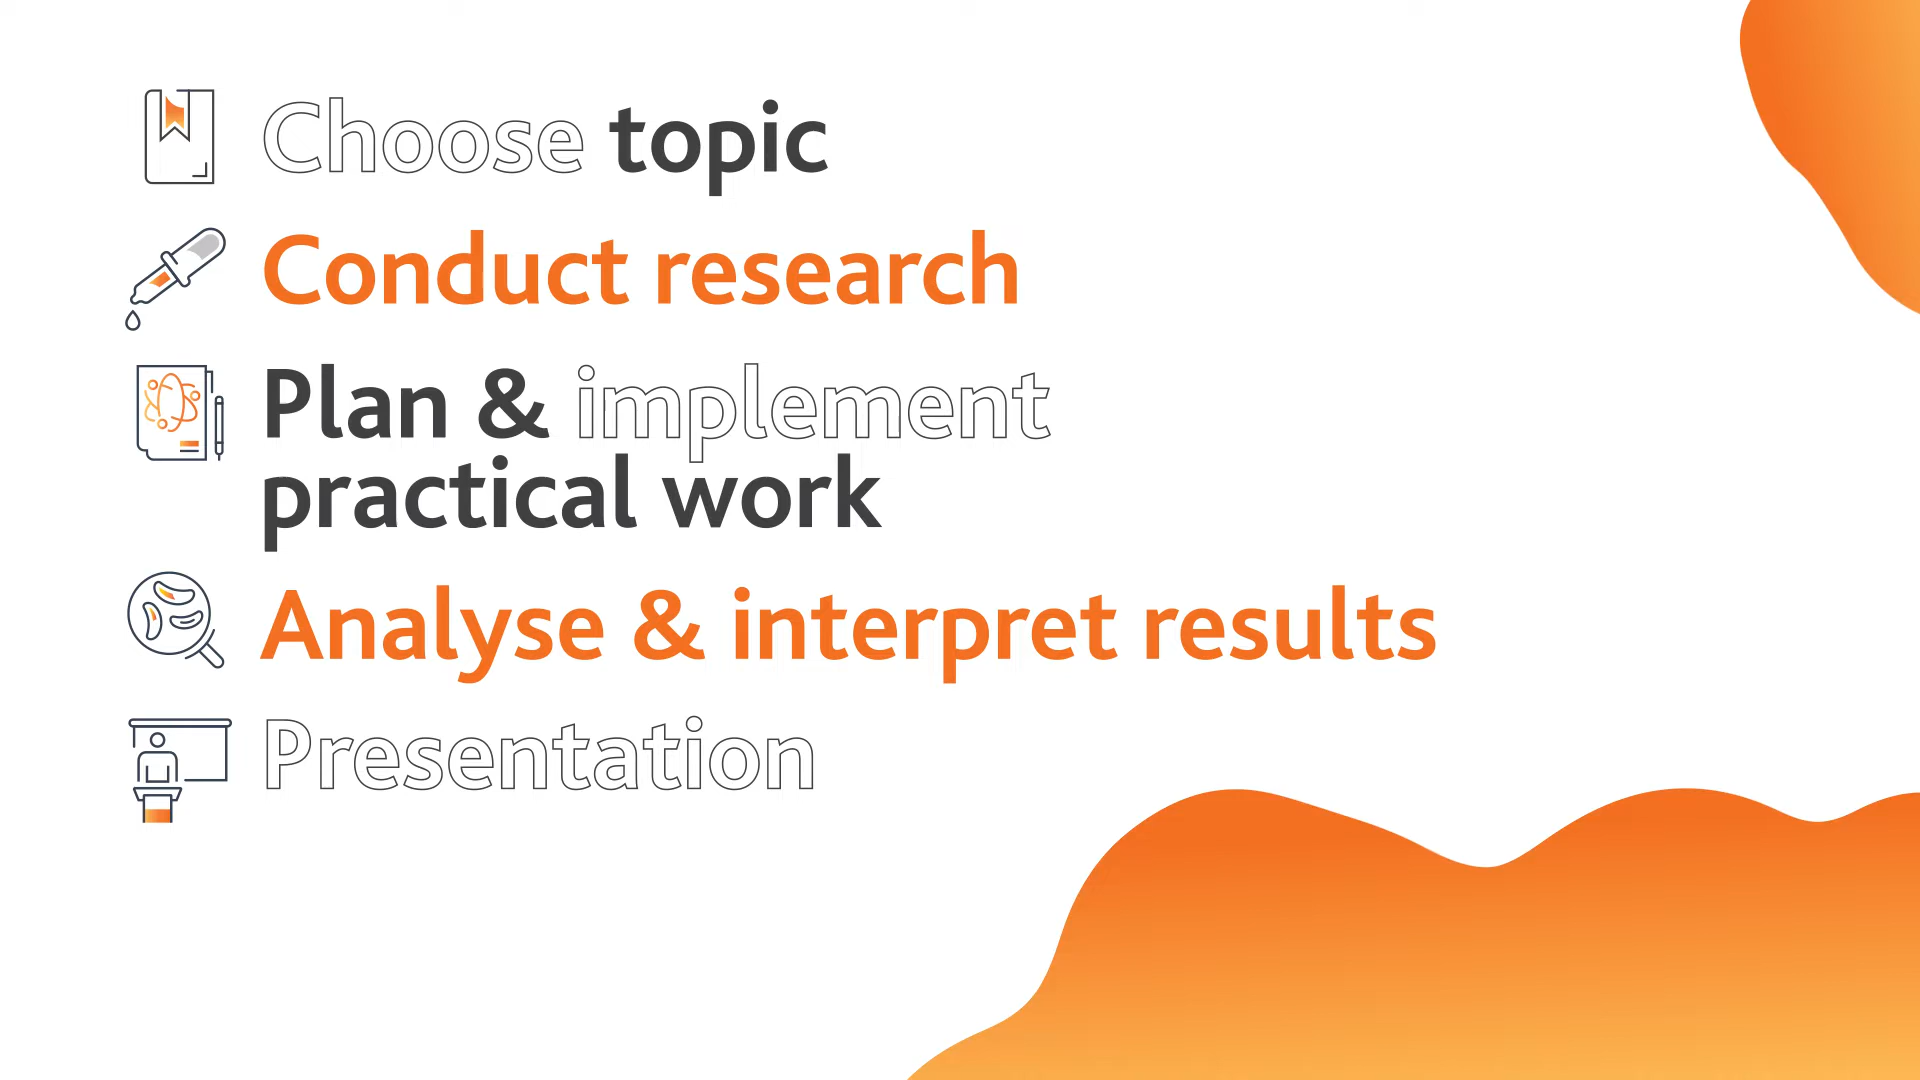 Choose topic
Conduct research
Plan & implement
practical work
Analyse & interpret results
Presentation